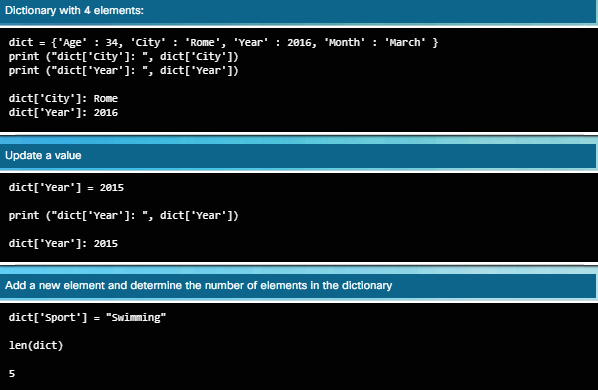 Dictionary with 4 elements:
dict = {'Age' : 34, 'City' : 'Rome', 'Year' : 2016, 'Month' : 'March' }
print ("dict['City']: ", dict['City'])
print ("dict['Year']: ", dict['Year'])
dict['City']: Rome
dict['Year']: 2016
Update a value
dict['Year'] = 2015
print ("dict['Year']: ", dict['Year'])
dict['Year']: 2015
Add a new element and determine the number of elements in the dictionary
dict['Sport'] = "Swimming"
len(dict)
5